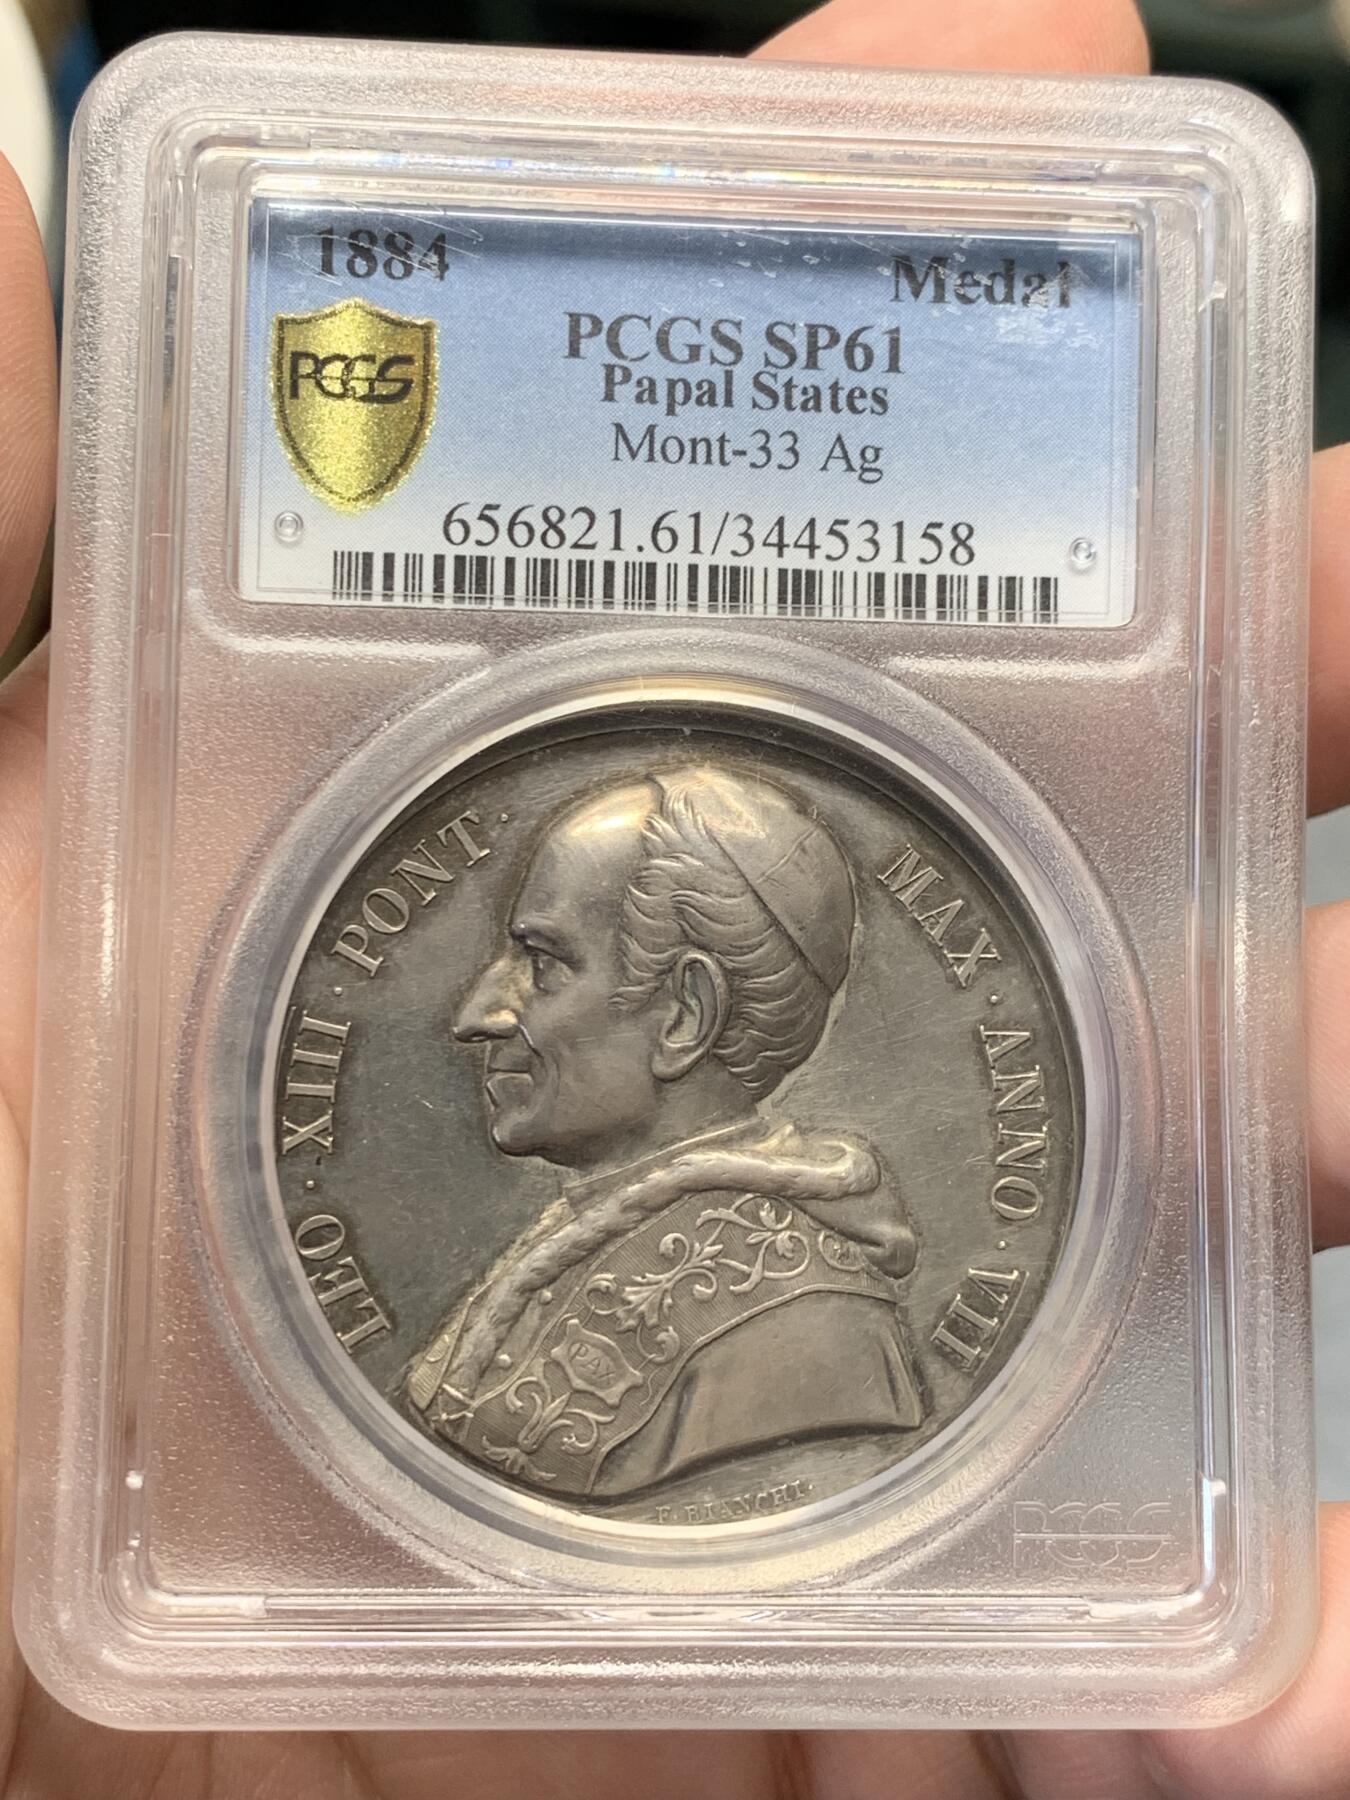 1884 Medal
PCGS SP61
PCGS
Papal States
Mont-33 Ag
656821.61/34453158
LEO · XIII · PONT · MAX · ANNO · VII
PAX
F. BIANCHI.
PCGS